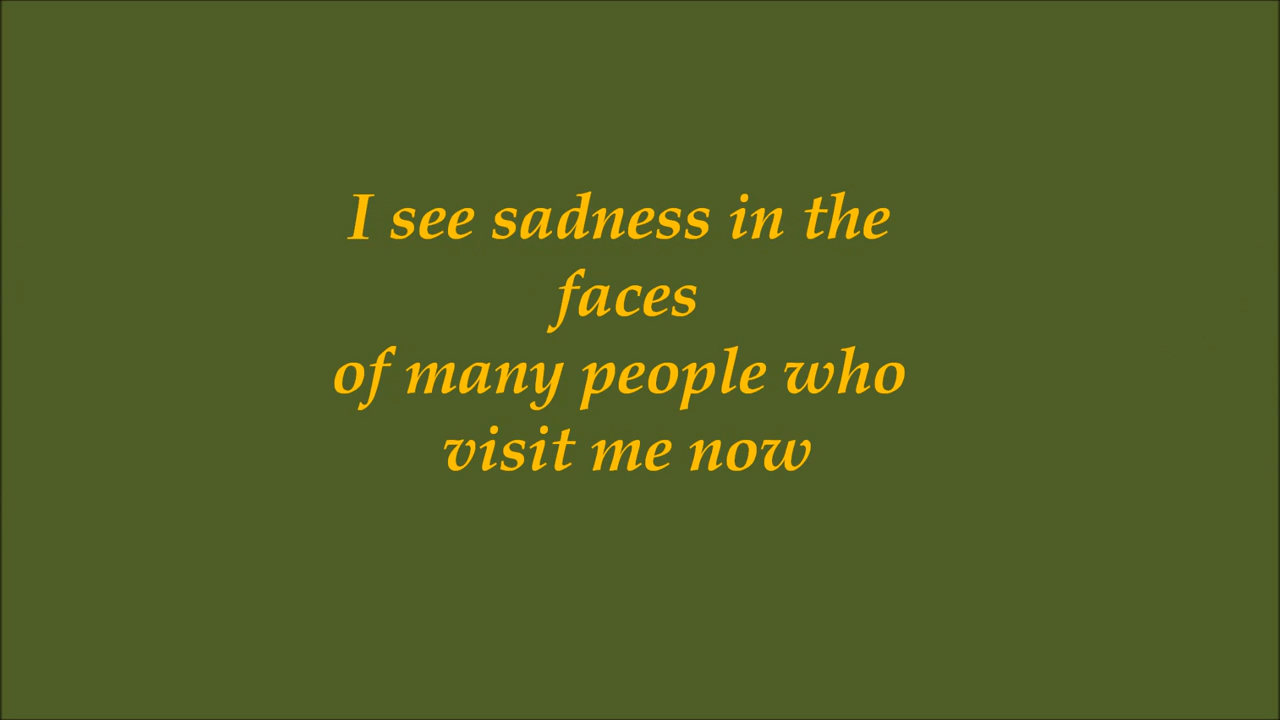 I see sadness in the
faces
of many people who
visit me now